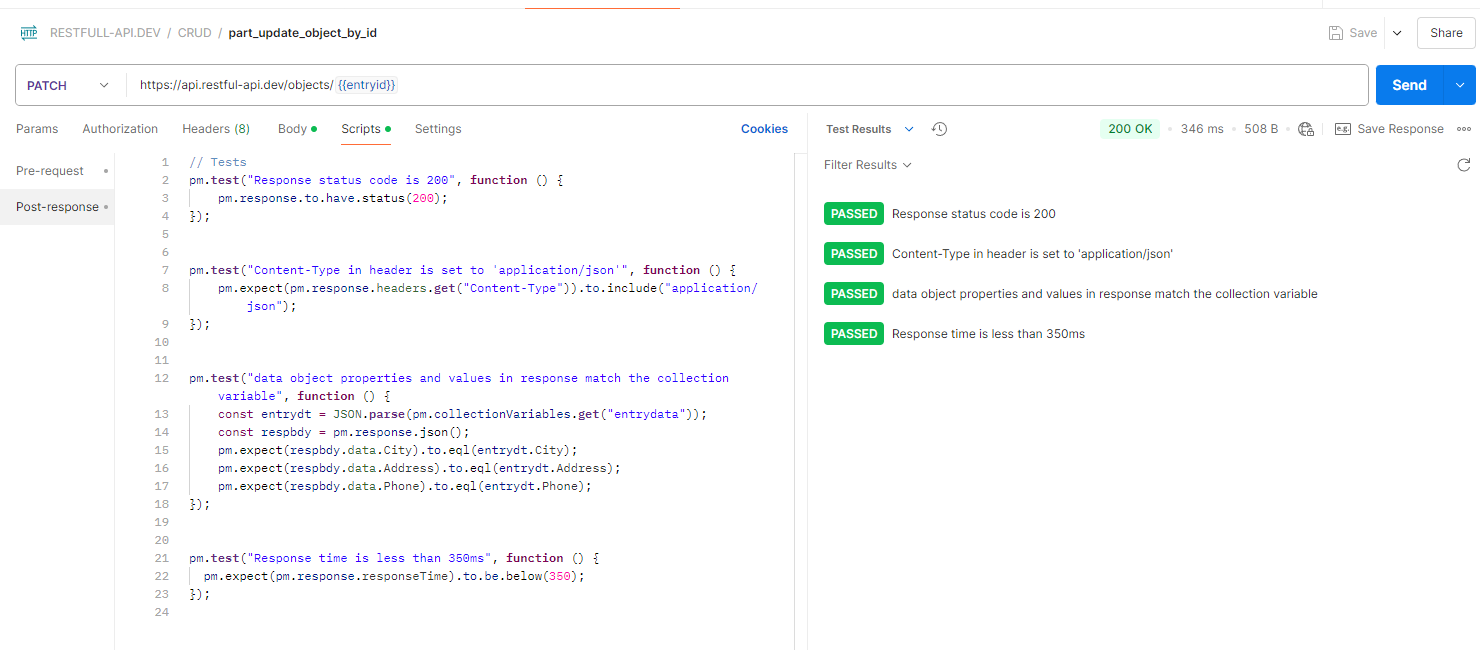 HTTP RESTFULL-API.DEV / CRUD / part_update_object_by_id
Save
Share
PATCH
https://api.restful-api.dev/objects/ {{entryid}}
Send
Params Authorization Headers (8) Body Scripts Settings Cookies
Pre-request
Post-response
1 // Tests
2 pm.test("Response status code is 200", function () {
3 pm.response.to.have.status(200);
4 });
5
6
7 pm.test("Content-Type in header is set to 'application/json'", function () {
8 pm.expect(pm.response.headers.get("Content-Type")).to.include("application/
json");
9 });
10
11
12 pm.test("data object properties and values in response match the collection
variable", function () {
13 const entrydt = JSON.parse(pm.collectionVariables.get("entrydata"));
14 const respbdy = pm.response.json();
15 pm.expect(respbdy.data.City).to.eql(entrydt.City);
16 pm.expect(respbdy.data.Address).to.eql(entrydt.Address);
17 pm.expect(respbdy.data.Phone).to.eql(entrydt.Phone);
18 });
19
20
21 pm.test("Response time is less than 350ms", function () {
22 pm.expect(pm.response.responseTime).to.be.below(350);
23 });
24
Test Results
200 OK 346 ms 508 B
e.g. Save Response
Filter Results
PASSED Response status code is 200
PASSED Content-Type in header is set to 'application/json'
PASSED data object properties and values in response match the collection variable
PASSED Response time is less than 350ms